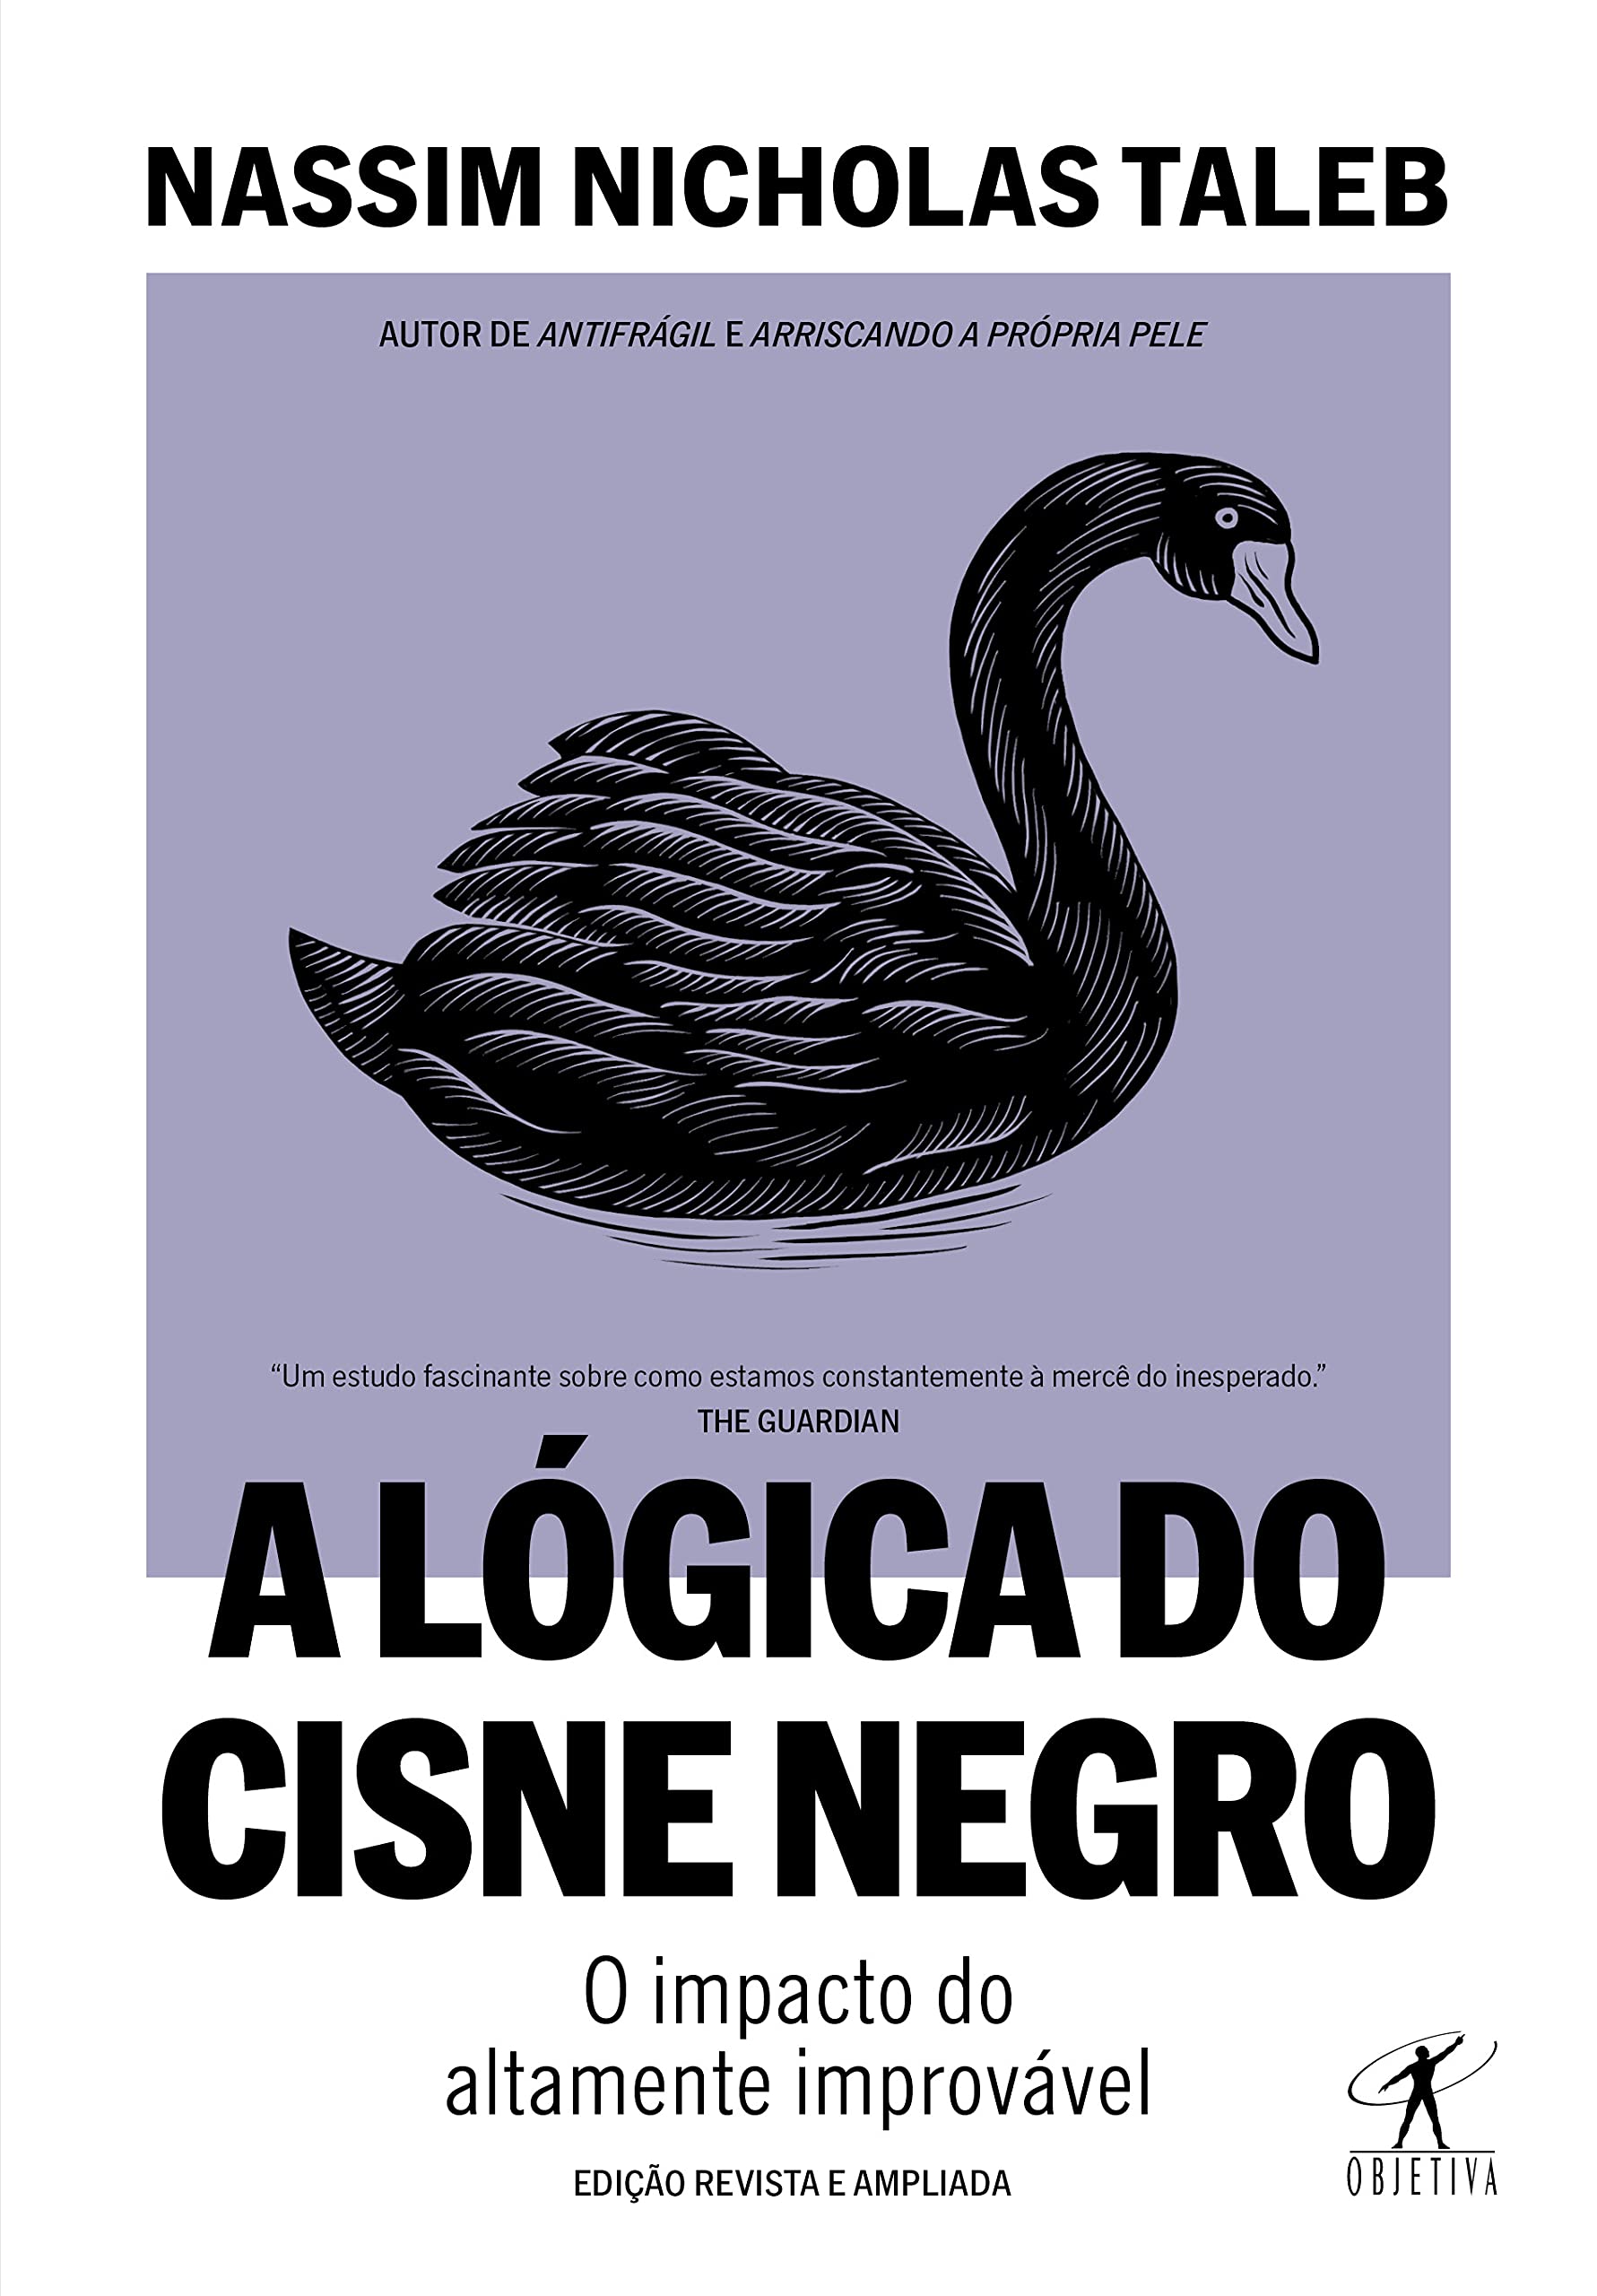 NASSIM NICHOLAS TALEB
AUTOR DE ANTIFRÁGIL E ARRISCANDO A PRÓPRIA PELE
“Um estudo fascinante sobre como estamos constantemente à mercê do inesperado.”
THE GUARDIAN
A LÓGICA DO
CISNE NEGRO
O impacto do
altamente improvável
EDIÇÃO REVISTA E AMPLIADA
OBJETIVA